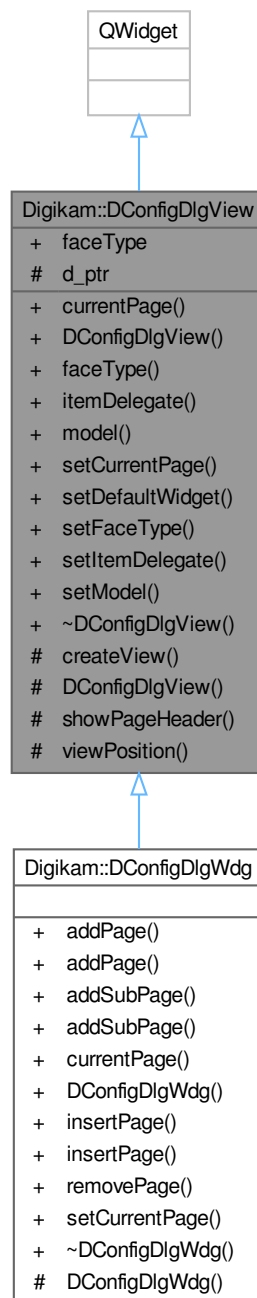 QWidget
Digikam::DConfigDlgView
+ faceType
# d_ptr
+ currentPage()
+ DConfigDlgView()
+ faceType()
+ itemDelegate()
+ model()
+ setCurrentPage()
+ setDefaultWidget()
+ setFaceType()
+ setItemDelegate()
+ setModel()
+ ~DConfigDlgView()
# createView()
# DConfigDlgView()
# showPageHeader()
# viewPosition()
Digikam::DConfigDlgWdg
+ addPage()
+ addPage()
+ addSubPage()
+ addSubPage()
+ currentPage()
+ DConfigDlgWdg()
+ insertPage()
+ insertPage()
+ removePage()
+ setCurrentPage()
+ ~DConfigDlgWdg()
# DConfigDlgWdg()